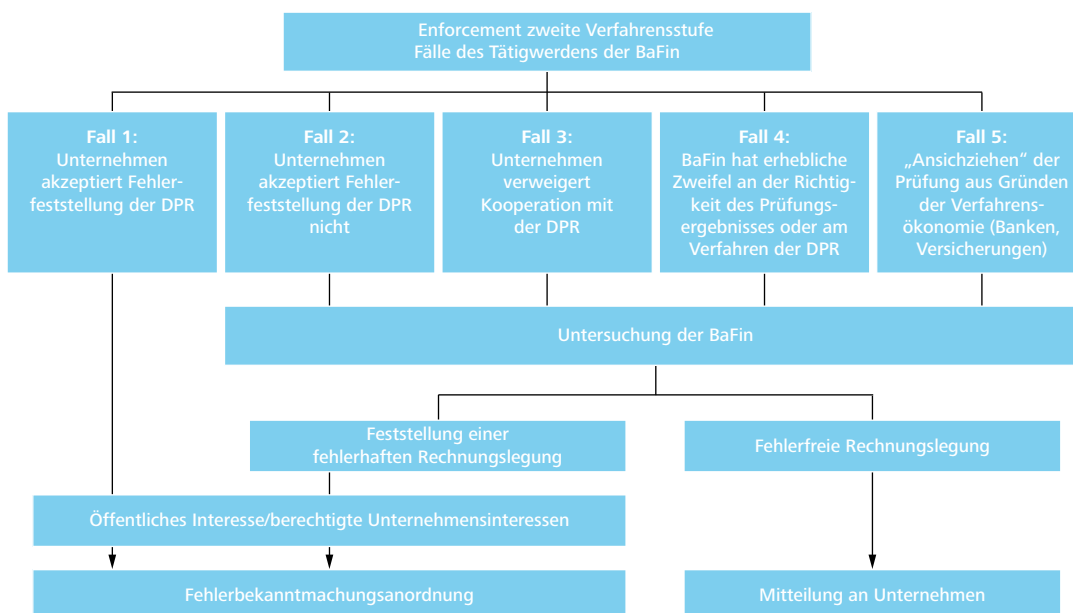 Enforcement zweite Verfahrensstufe
Fälle des Tätigwerdens der BaFin
Fall 1:
Unternehmen
akzeptiert Fehler-
feststellung der DPR
Fall 2:
Unternehmen
akzeptiert Fehler-
feststellung der DPR
nicht
Fall 3:
Unternehmen
verweigert
Kooperation mit
der DPR
Fall 4:
BaFin hat erhebliche
Zweifel an der Richtig-
keit des Prüfungs-
ergebnisses oder am
Verfahren der DPR
Fall 5:
„Ansichziehen" der
Prüfung aus Gründen
der Verfahrens-
ökonomie (Banken,
Versicherungen)
Untersuchung der BaFin
Feststellung einer
fehlerhaften Rechnungslegung
Fehlerfreie Rechnungslegung
Öffentliches Interesse/berechtigte Unternehmensinteressen
Fehlerbekanntmachungsanordnung
Mitteilung an Unternehmen